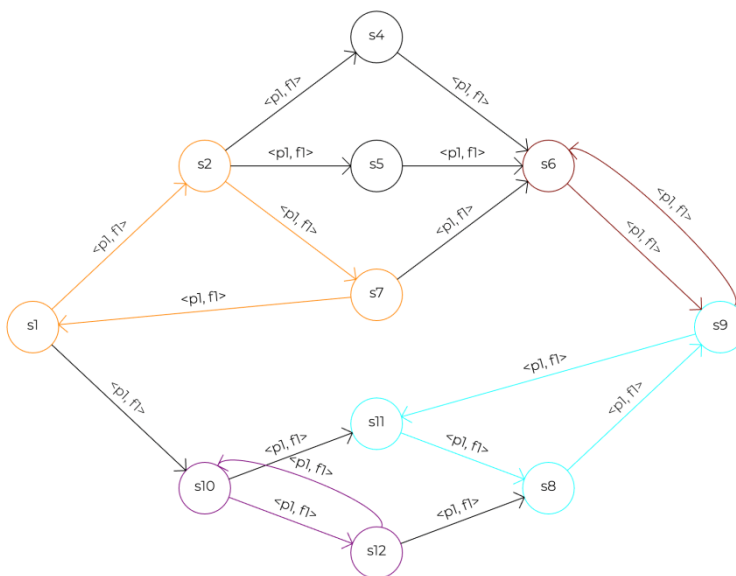 s4
<p1, f1>
<p1, f1>
s2
<p1, f1>
s5
<p1, f1>
s6
<p1, f1>
<p1, f1>
<p1, f1>
<p1, f1>
<p1, f1>
s7
<p1, f1>
s1
s9
<p1, f1>
<p1, f1>
<p1, f1>
s11
<p1, f1>
<p1, f1>
<p1, f1>
s10
s8
<p1, f1>
<p1, f1>
s12